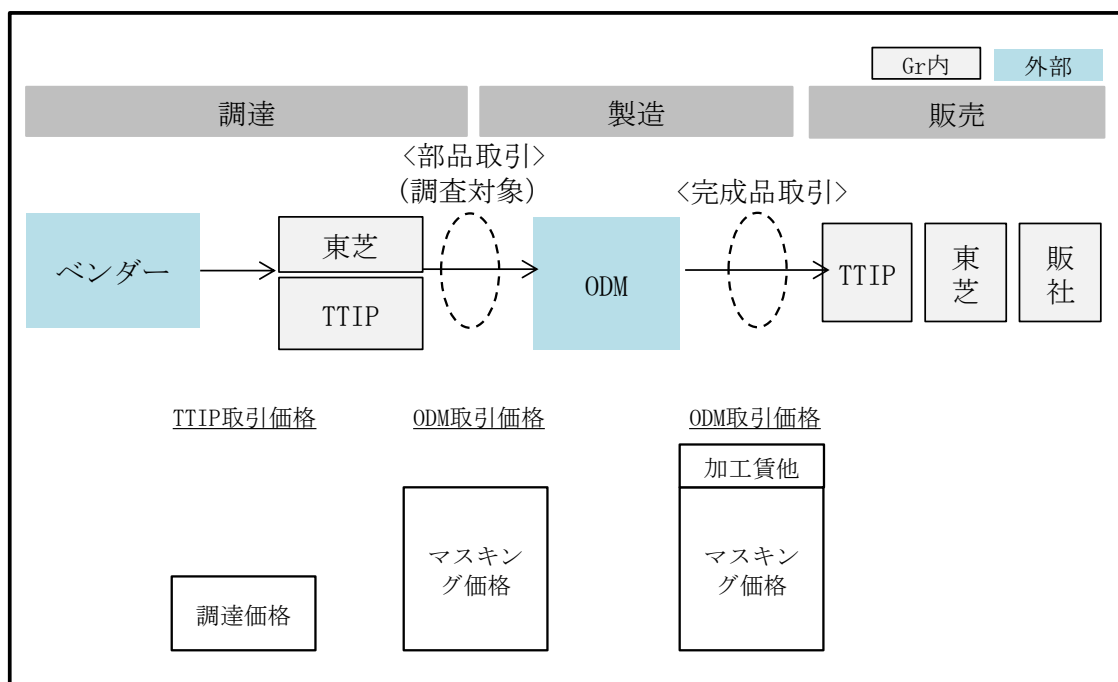 Gr内
外部
調達
製造
販売
<部品取引>
(調査対象)
<完成品取引>
ベンダー
東芝
TTIP
ODM
TTIP
東芝
販社
TTIP取引価格
ODM取引価格
ODM取引価格
加工賃他
マスキン
グ価格
マスキン
グ価格
調達価格